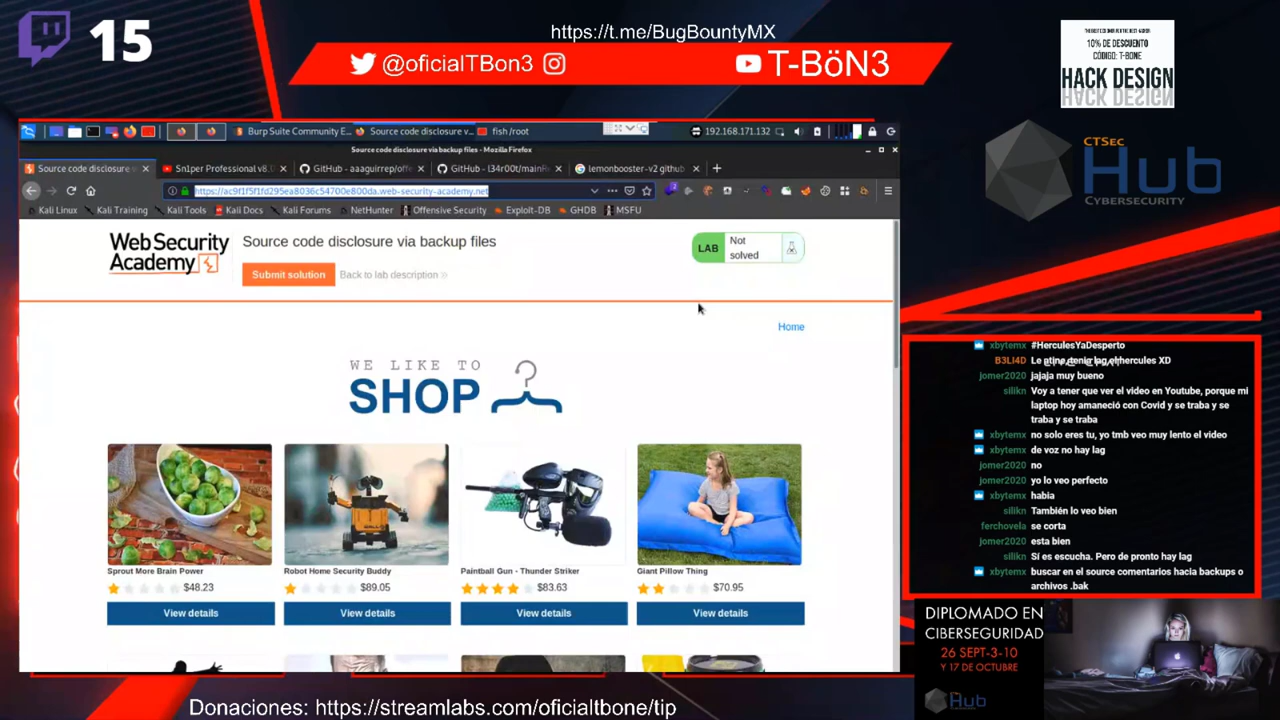 15
https://t.me/BugBountyMX
@oficialTBon3
T-BöN3
10% DE DESCUENTO
CÓDIGO: T-BONE
HACK DESIGN
CTSec
Hub
CYBERSECURITY
Burp Suite Community E...
Source code disclosure v...
fish /root
192.168.171.132
Source code disclosure via backup files - Mozilla Firefox
Source code disclosure
Sn1per Professional v8.
GitHub - aaaguirrep/offe
GitHub - l34r00t/mainR
lemonbooster-v2 github
https://ac9f1f5f1fd295ea8036c54700e800da.web-security-academy.net
Kali Linux
Kali Training
Kali Tools
Kali Docs
Kali Forums
NetHunter
Offensive Security
Exploit-DB
GHDB
MSFU
Web Security
Academy
Source code disclosure via backup files
Submit solution
Back to lab description
LAB
Not
solved
Home
WE LIKE TO
SHOP
Sprout More Brain Power
$48.23
View details
Robot Home Security Buddy
$89.05
View details
Paintball Gun - Thunder Striker
$83.63
View details
Giant Pillow Thing
$70.95
View details
xbytemx #HerculesYaDesperto
B3LI4D
hercules XD
jomer2020 jajaja muy bueno
silikn Voy a tener que ver el video en Youtube, porque mi
laptop hoy amaneció con Covid y se traba y se
traba y se traba
xbytemx no solo eres tu, yo tmb veo muy lento el video
xbytemx de voz no hay lag
jomer2020 no
jomer2020 yo lo veo perfecto
xbytemx habia
silikn También lo veo bien
ferchovela se corta
jomer2020 esta bien
silikn Sí es escucha. Pero de pronto hay lag
xbytemx buscar en el source comentarios hacia backups o
archivos .bak
DIPLOMADO EN
CIBERSEGURIDAD
26 SEPT-3-10
Y 17 DE OCTUBRE
Hub
Donaciones: https://streamlabs.com/oficialtbone/tip